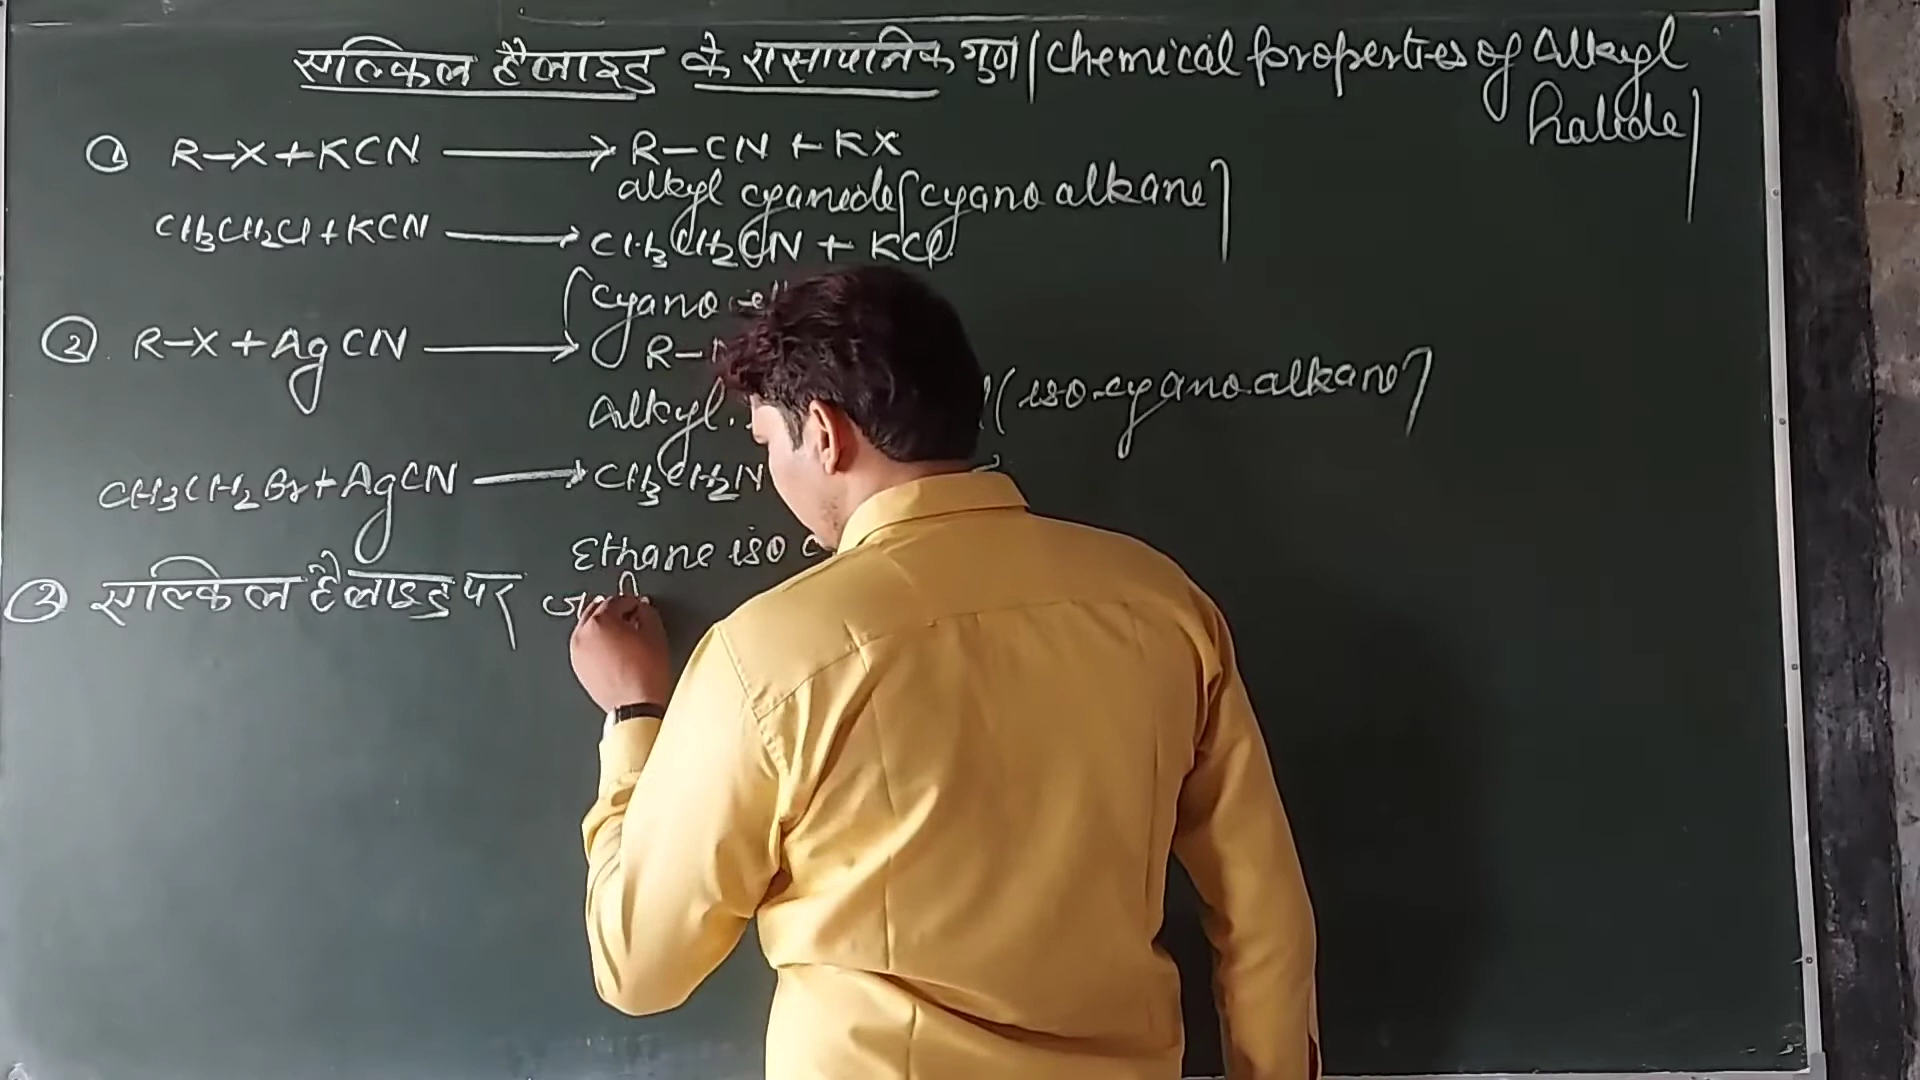 एल्किल हैलाइड के रासायनिक गुण / Chemical properties of Alkyl halide
① R-X + KCN → R-CN + KX
alkyl cyanide [cyano alkane]
CH₃CH₂Cl + KCN → CH₃CH₂CN + KCl
② R-X + AgCN → R-
Alkyl (iso-cyano alkane)
CH₃CH₂Br + AgCN → CH₃CH₂N
Ethane iso
③ एल्किल हैलाइड पर